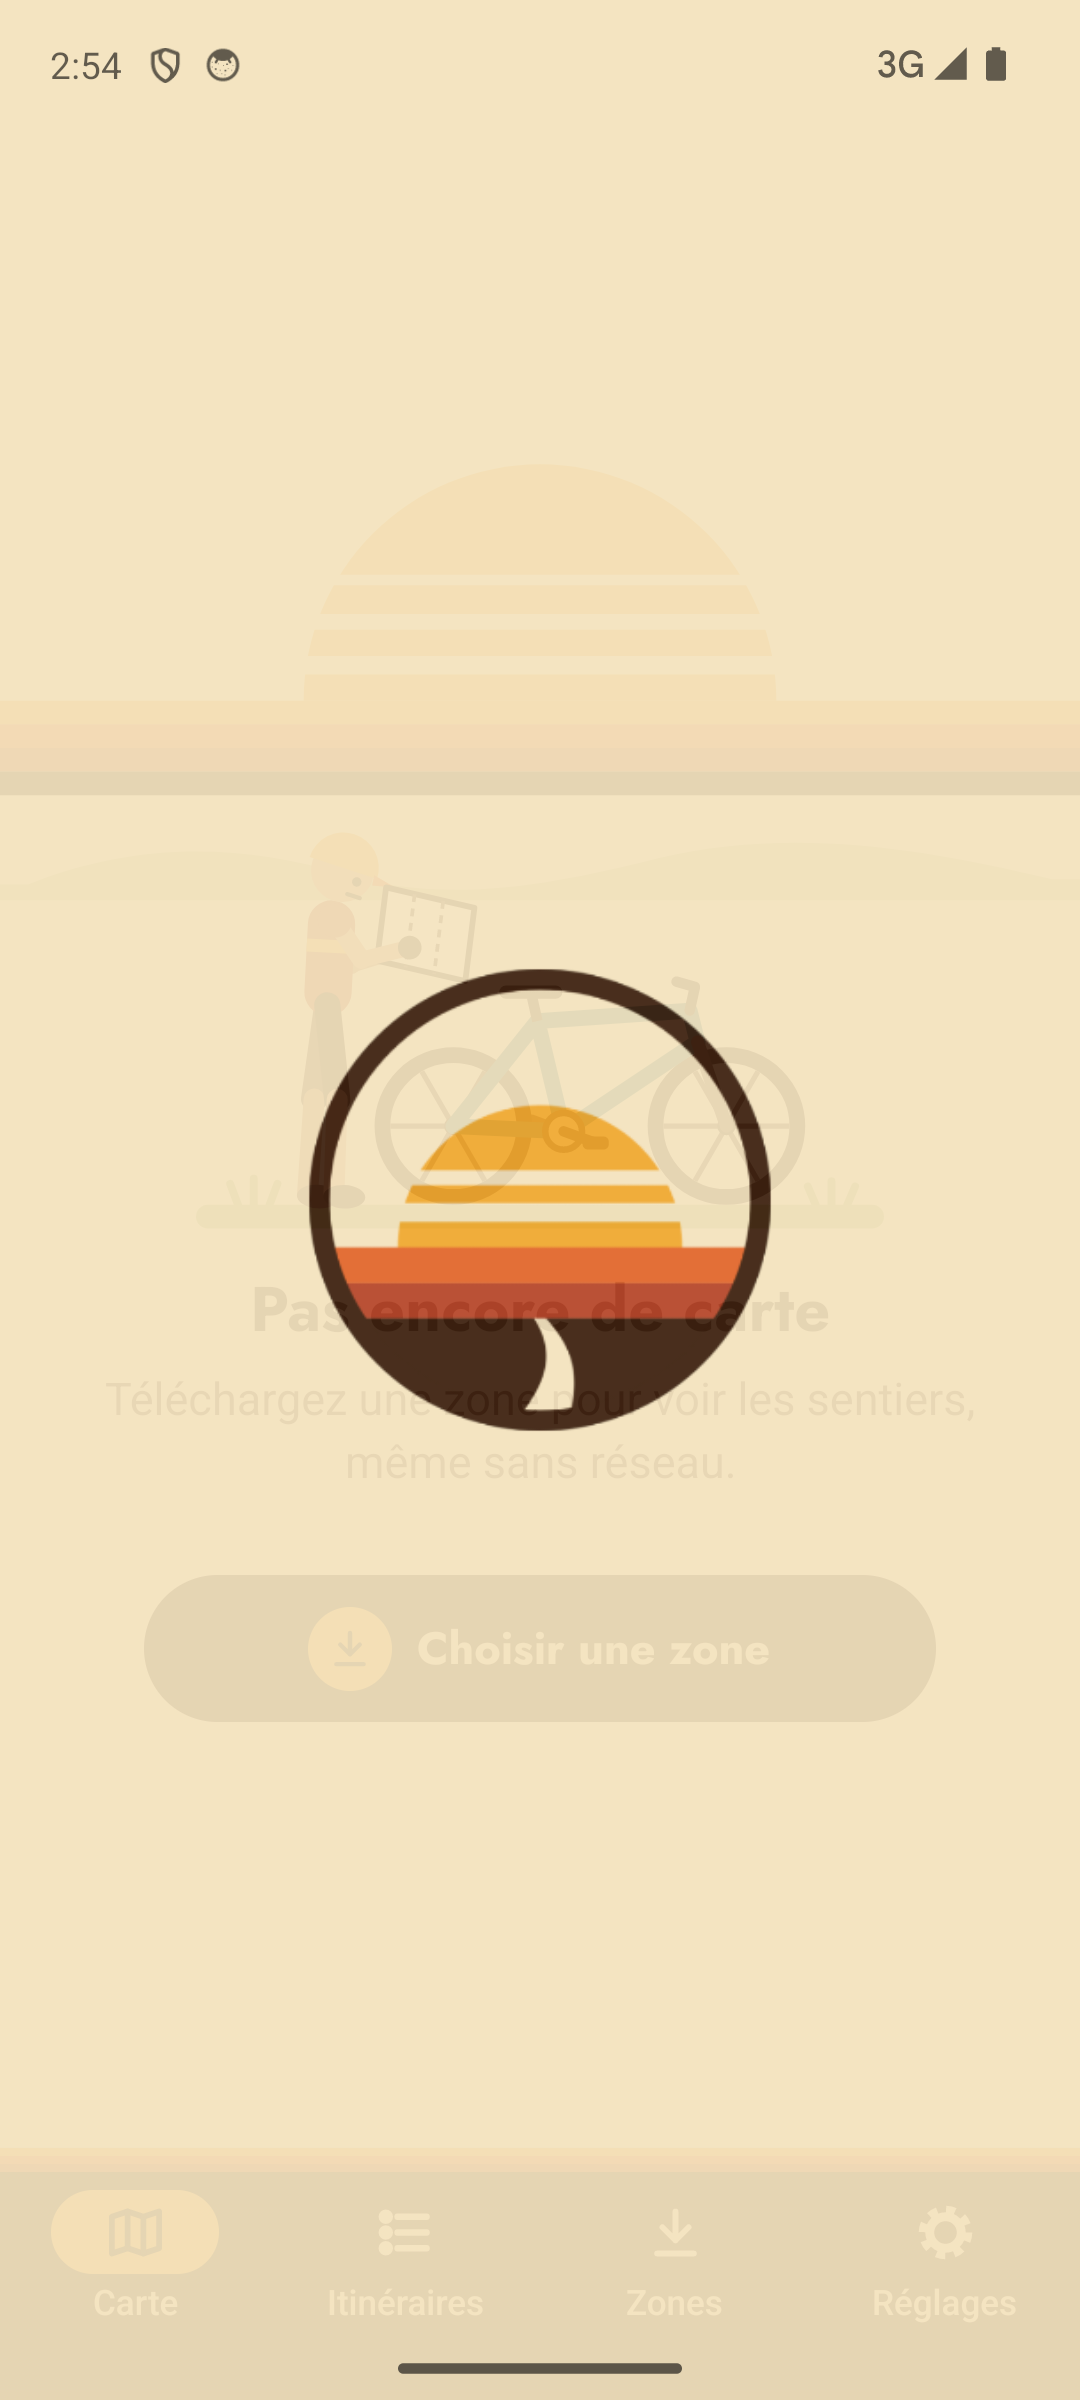 2:54
3G
Pas encore de carte
Téléchargez une zone pour voir les sentiers,
même sans réseau.
Choisir une zone
Carte
Itinéraires
Zones
Réglages